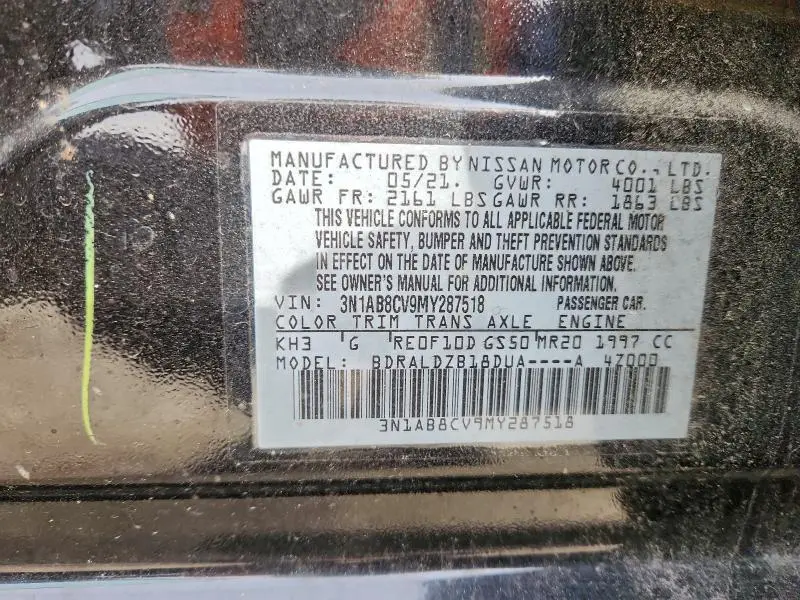 MANUFACTURED BY NISSAN MOTOR CO., LTD.
DATE: 05/21. GVWR: 4001 LBS
GAWR FR: 2161 LBS GAWR RR: 1863 LBS
THIS VEHICLE CONFORMS TO ALL APPLICABLE FEDERAL MOTOR
VEHICLE SAFETY, BUMPER AND THEFT PREVENTION STANDARDS
IN EFFECT ON THE DATE OF MANUFACTURE SHOWN ABOVE.
SEE OWNER'S MANUAL FOR ADDITIONAL INFORMATION.
VIN: 3N1AB8CV9MY287518 PASSENGER CAR.
COLOR TRIM TRANS AXLE ENGINE
KH3 G RE0F10D GS50 MR20 1997 CC
MODEL: BDRALDZB18DUA----A 4Z000
3N1AB8CV9MY287518